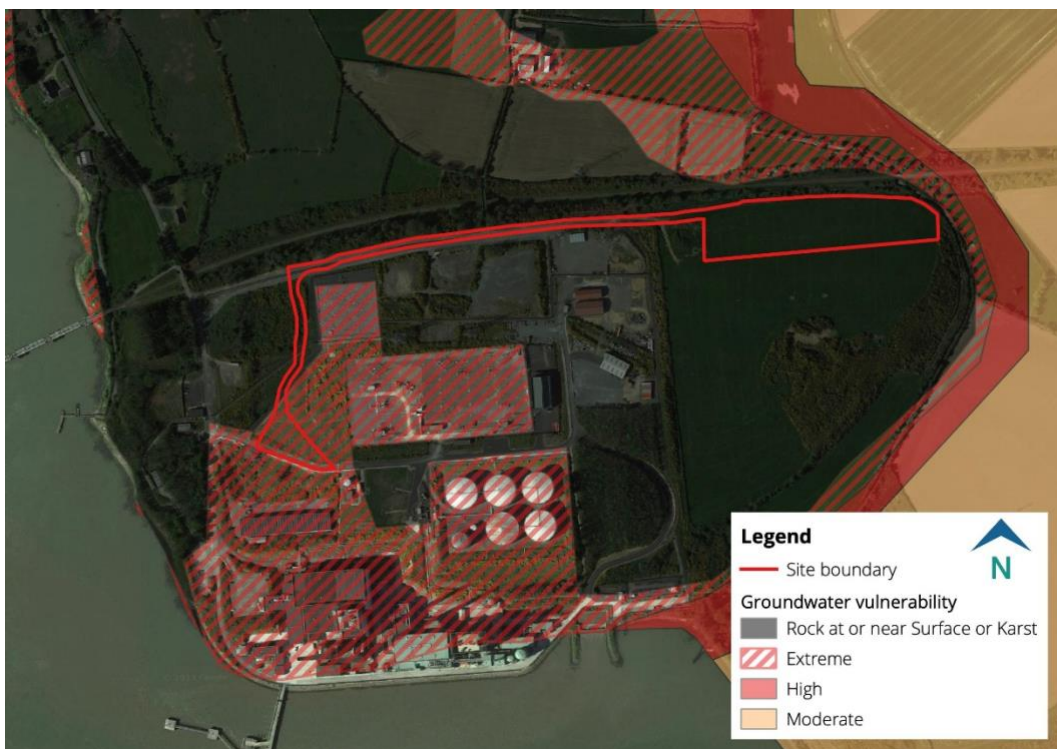 Legend
N
Site boundary
Groundwater vulnerability
Rock at or near Surface or Karst
Extreme
High
Moderate